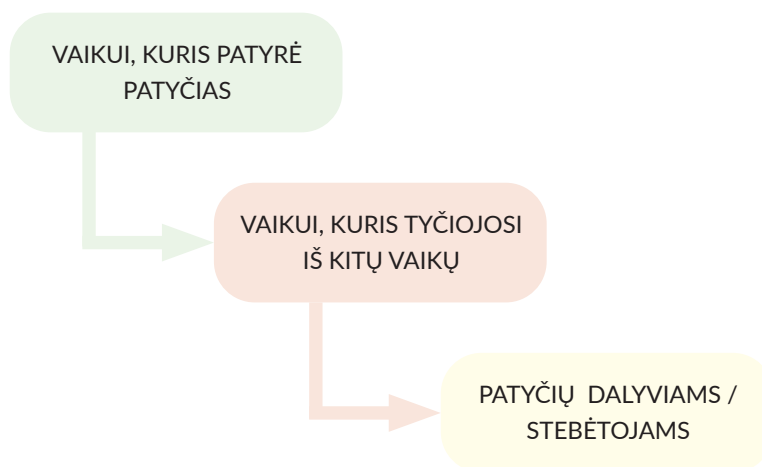 VAIKUI, KURIS PATYRĖ
PATYČIAS
VAIKUI, KURIS TYČIOJOSI
IŠ KITŲ VAIKŲ
PATYČIŲ DALYVIAMS /
STEBĖTOJAMS